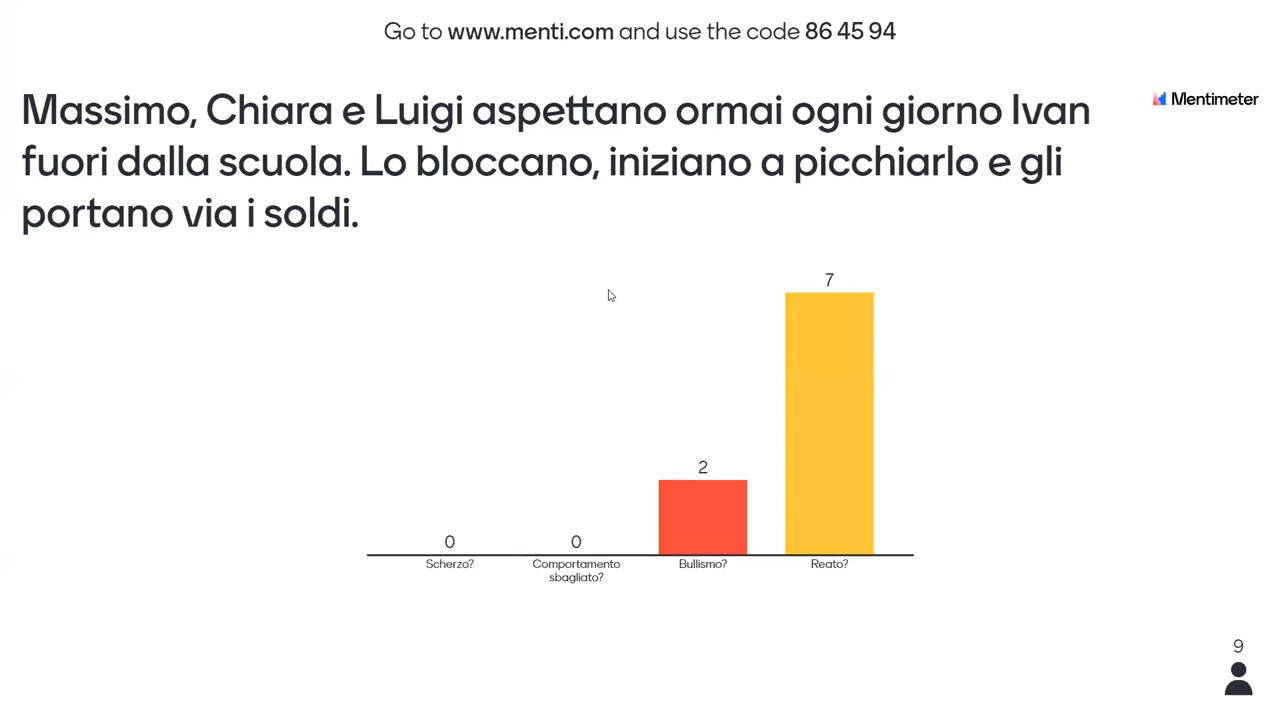 Go to www.menti.com and use the code 86 45 94
Massimo, Chiara e Luigi aspettano ormai ogni giorno Ivan
fuori dalla scuola. Lo bloccano, iniziano a picchiarlo e gli
portano via i soldi.
Mentimeter
7
2
0
0
Scherzo?
Comportamento
sbagliato?
Bullismo?
Reato?
9